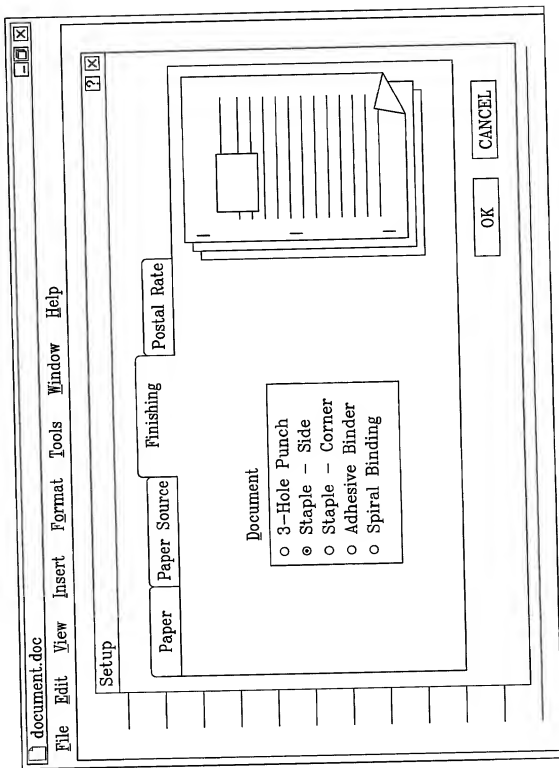 document.doc
File Edit View Insert Format Tools Window Help
Setup
Paper Paper Source Finishing Postal Rate
Document
3-Hole Punch
Staple - Side
Staple - Corner
Adhesive Binder
Spiral Binding
OK CANCEL